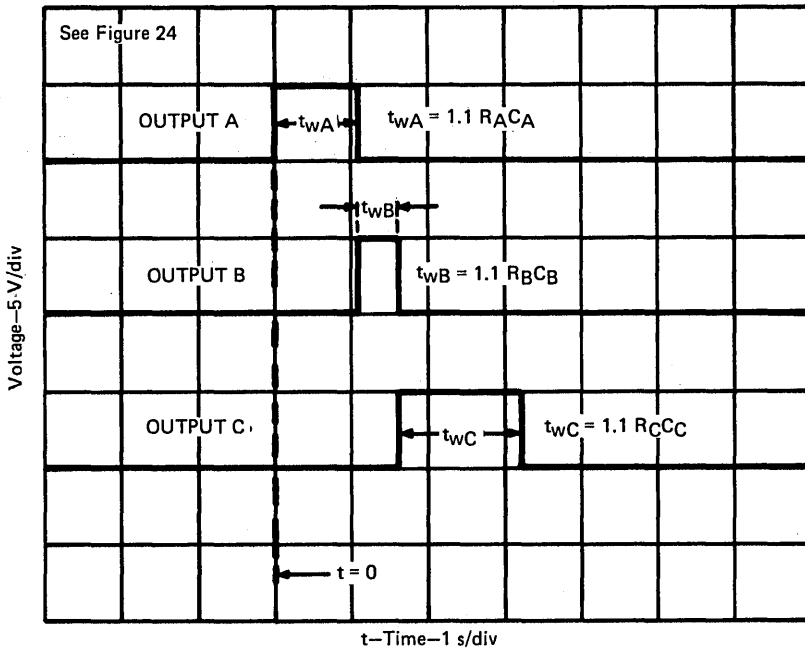 See Figure 24
OUTPUT A
twA
twA = 1.1 RACA
twB
OUTPUT B
twB = 1.1 RBCB
OUTPUT C
twC
twC = 1.1 RCCC
t = 0
Voltage—5 V/div
t—Time—1 s/div